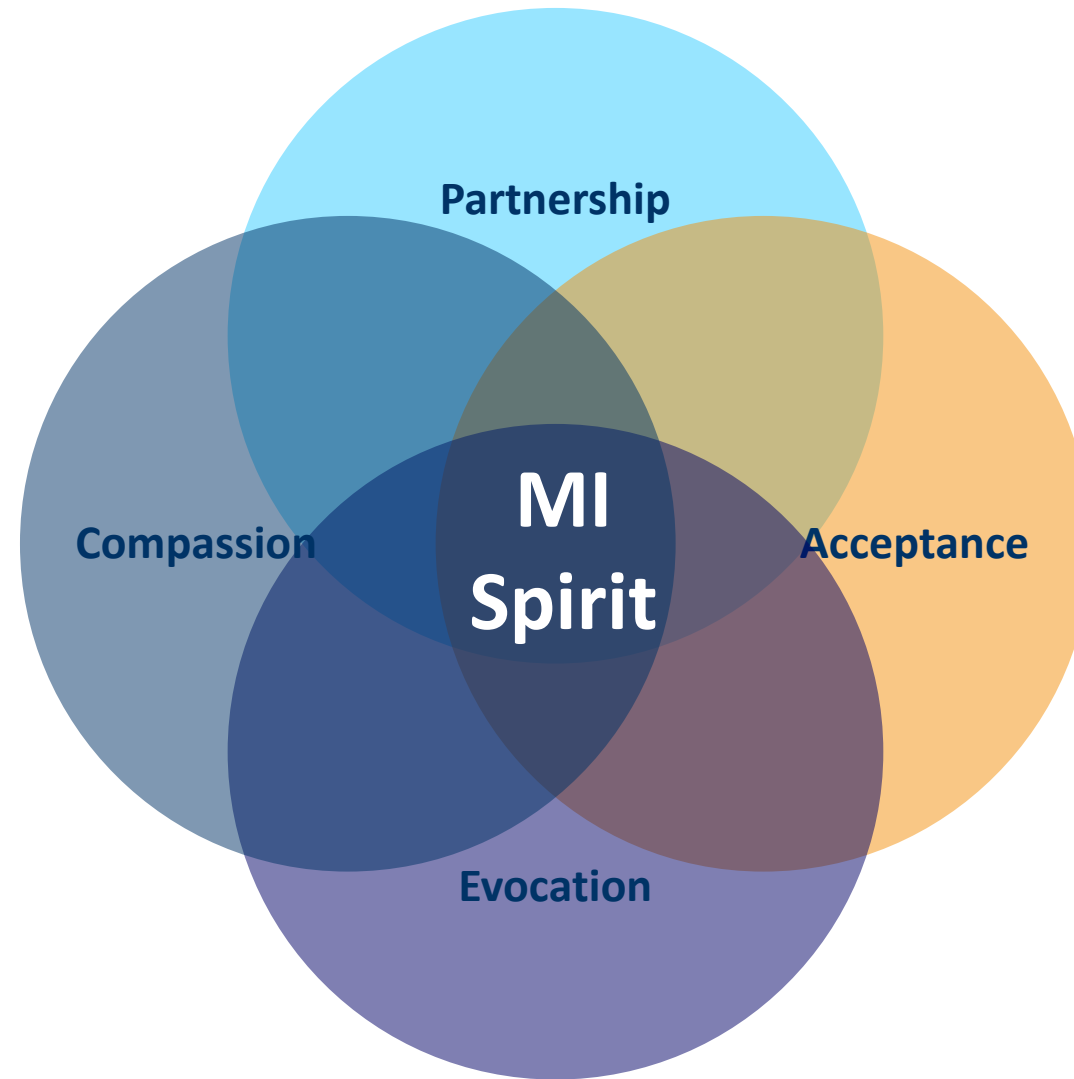 Partnership
MI
Spirit
Compassion
Acceptance
Evocation